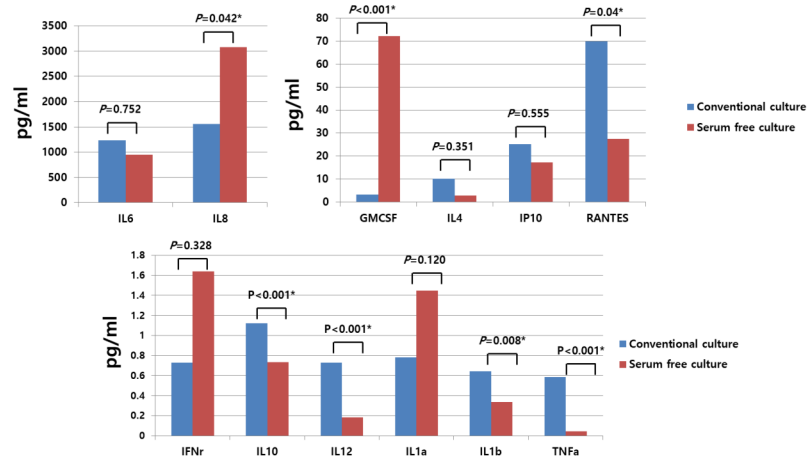 P=0.042*
P=0.752
pg/ml
3500
3000
2500
2000
1500
1000
500
0
IL6 IL8
P<0.001* P=0.04*
P=0.351 P=0.555
pg/ml
80
70
60
50
40
30
20
10
0
GMCSF IL4 IP10 RANTES
Conventional culture
Serum free culture
P=0.328 P=0.120
P<0.001* P<0.001* P=0.008* P<0.001*
pg/ml
1.8
1.6
1.4
1.2
1
0.8
0.6
0.4
0.2
0
IFNr IL10 IL12 IL1a IL1b TNFa
Conventional culture
Serum free culture